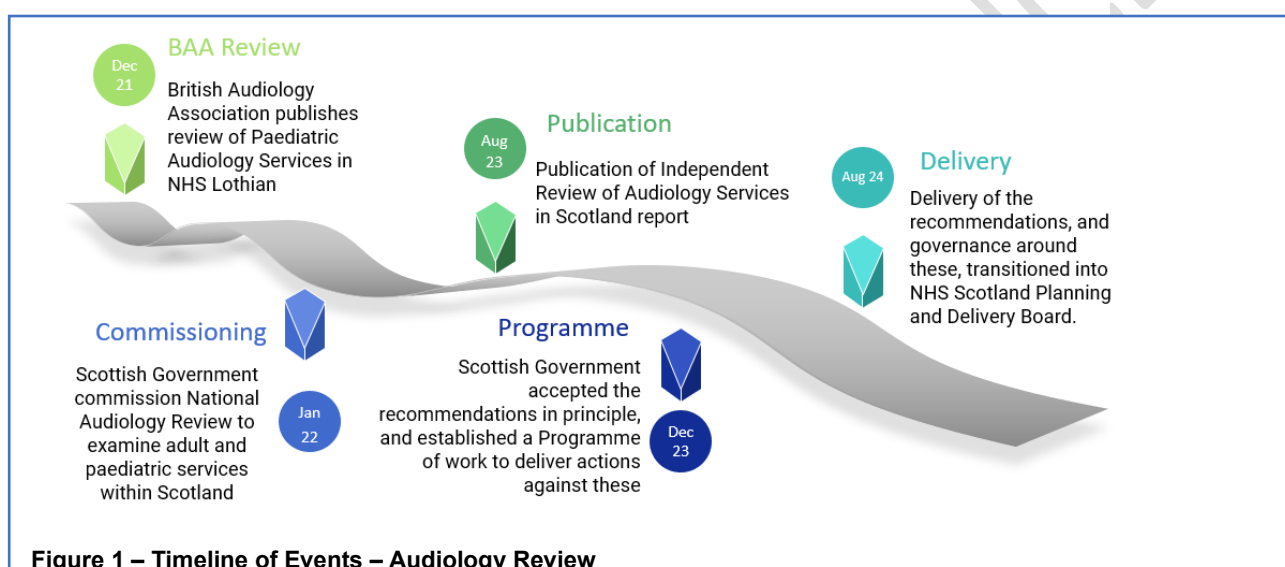 Dec
21
BAA Review
British Audiology
Association publishes
review of Paediatric
Audiology Services in
NHS Lothian
Commissioning
Scottish Government
commission National
Audiology Review to
examine adult and
paediatric services
within Scotland
Jan
22
Aug
23
Publication
Publication of Independent
Review of Audiology Services
in Scotland report
Programme
Scottish Government
accepted the
recommendations in principle,
and established a Programme
of work to deliver actions
against these
Dec
23
Aug 24
Delivery
Delivery of the
recommendations, and
governance around
these, transitioned into
NHS Scotland Planning
and Delivery Board.
Figure 1 – Timeline of Events – Audiology Review